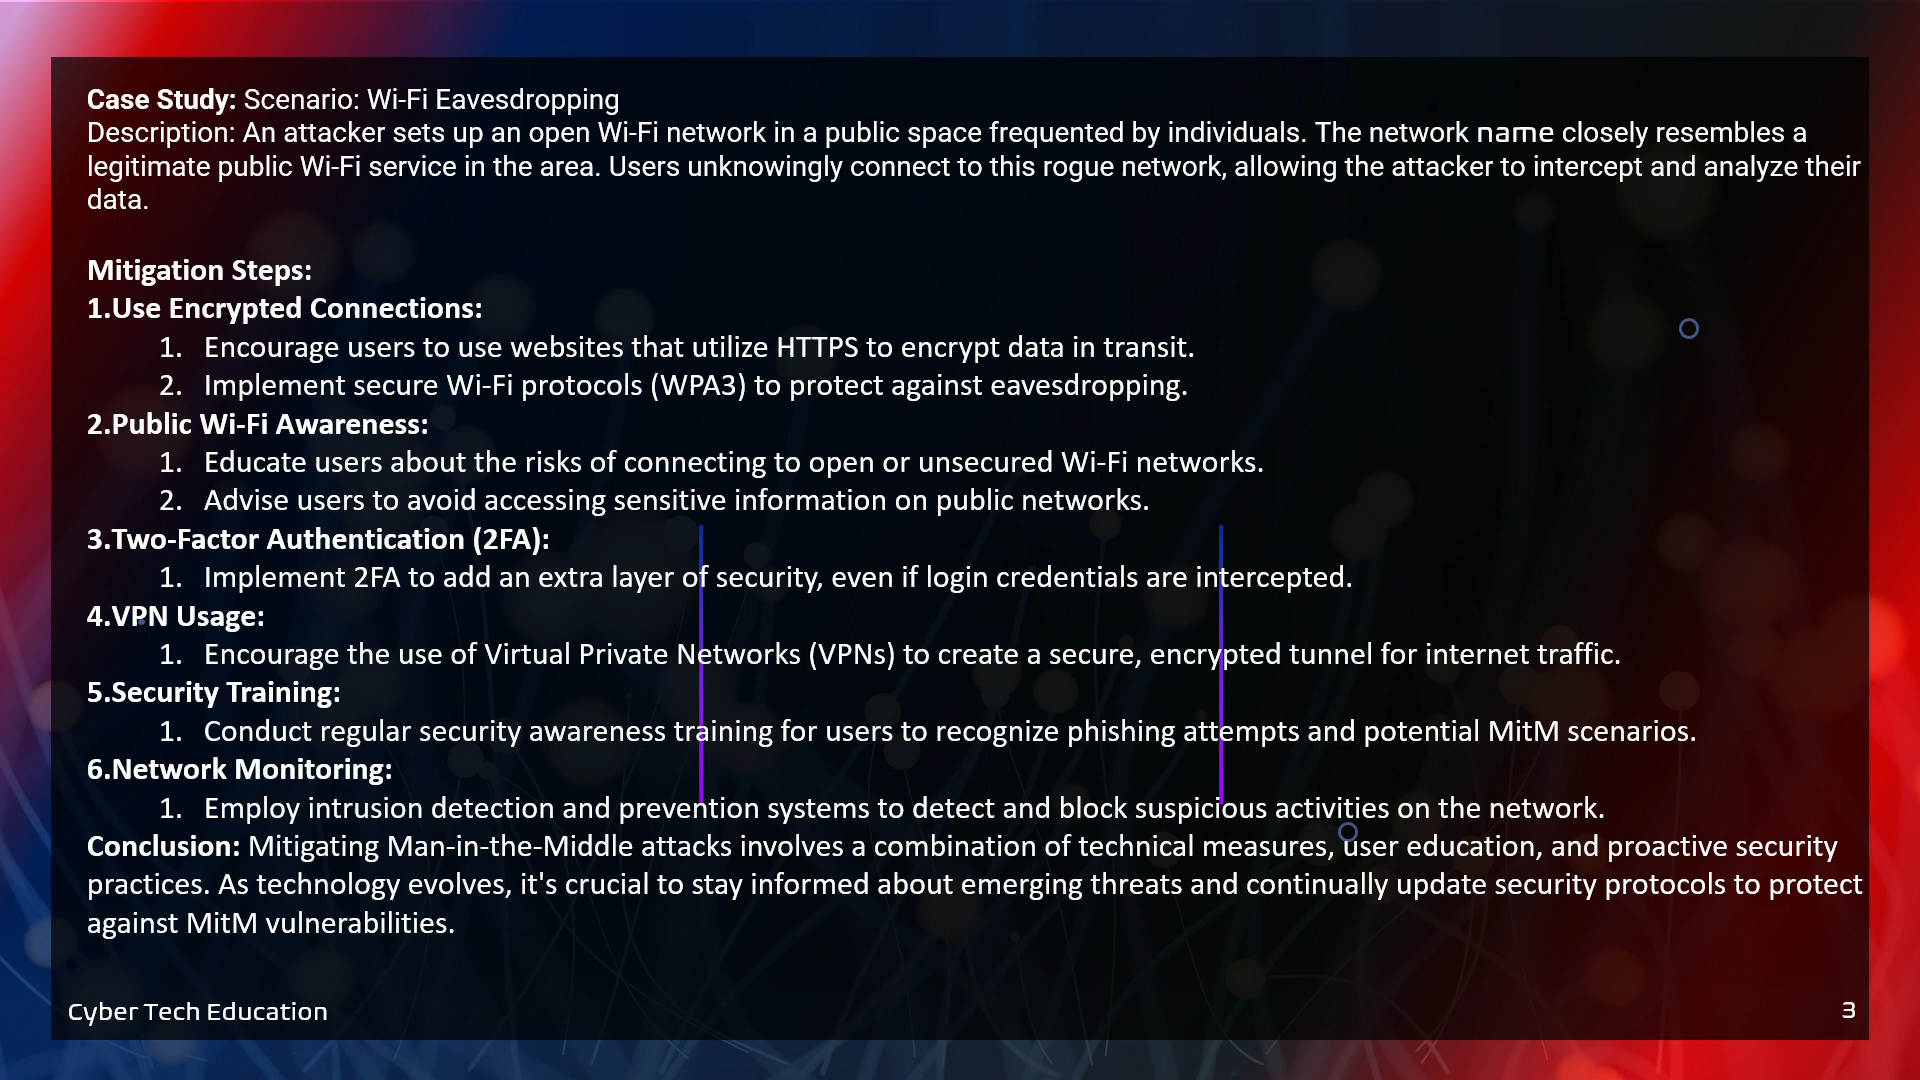 Case Study: Scenario: Wi-Fi Eavesdropping
Description: An attacker sets up an open Wi-Fi network in a public space frequented by individuals. The network name closely resembles a
legitimate public Wi-Fi service in the area. Users unknowingly connect to this rogue network, allowing the attacker to intercept and analyze their
data.
Mitigation Steps:
1.Use Encrypted Connections:
1. Encourage users to use websites that utilize HTTPS to encrypt data in transit.
2. Implement secure Wi-Fi protocols (WPA3) to protect against eavesdropping.
2.Public Wi-Fi Awareness:
1. Educate users about the risks of connecting to open or unsecured Wi-Fi networks.
2. Advise users to avoid accessing sensitive information on public networks.
3.Two-Factor Authentication (2FA):
1. Implement 2FA to add an extra layer of security, even if login credentials are intercepted.
4.VPN Usage:
1. Encourage the use of Virtual Private Networks (VPNs) to create a secure, encrypted tunnel for internet traffic.
5.Security Training:
1. Conduct regular security awareness training for users to recognize phishing attempts and potential MitM scenarios.
6.Network Monitoring:
1. Employ intrusion detection and prevention systems to detect and block suspicious activities on the network.
Conclusion: Mitigating Man-in-the-Middle attacks involves a combination of technical measures, user education, and proactive security
practices. As technology evolves, it's crucial to stay informed about emerging threats and continually update security protocols to protect
against MitM vulnerabilities.
Cyber Tech Education
3